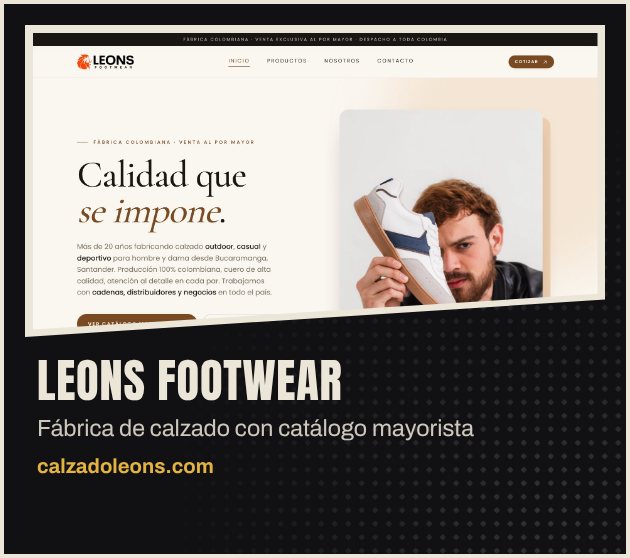 FÁBRICA COLOMBIANA · VENTA EXCLUSIVA AL POR MAYOR · DESPACHO A TODA COLOMBIA
LEONS
FOOTWEAR
INICIO PRODUCTOS NOSOTROS CONTACTO
COTIZAR
FÁBRICA COLOMBIANA · VENTA AL POR MAYOR
Calidad que
se impone.
Más de 20 años fabricando calzado outdoor, casual y
deportivo para hombre y dama desde Bucaramanga,
Santander. Producción 100% colombiana, cuero de alta
calidad, atención al detalle en cada par. Trabajamos
con cadenas, distribuidores y negocios en todo el país.
VER CATÁLOGO
LEONS FOOTWEAR
Fábrica de calzado con catálogo mayorista
calzadoleons.com